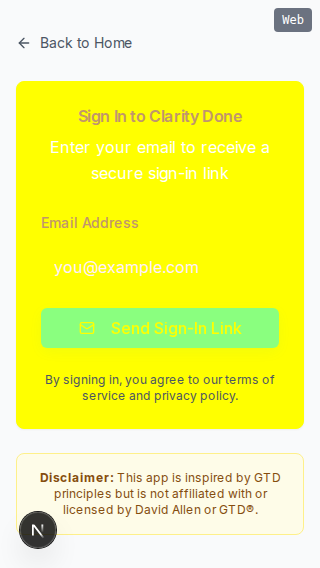 Web
Back to Home
Sign In to Clarity Done
Enter your email to receive a
secure sign-in link
Email Address
you@example.com
Send Sign-In Link
By signing in, you agree to our terms of
service and privacy policy.
Disclaimer: This app is inspired by GTD
principles but is not affiliated with or
licensed by David Allen or GTD®.
N